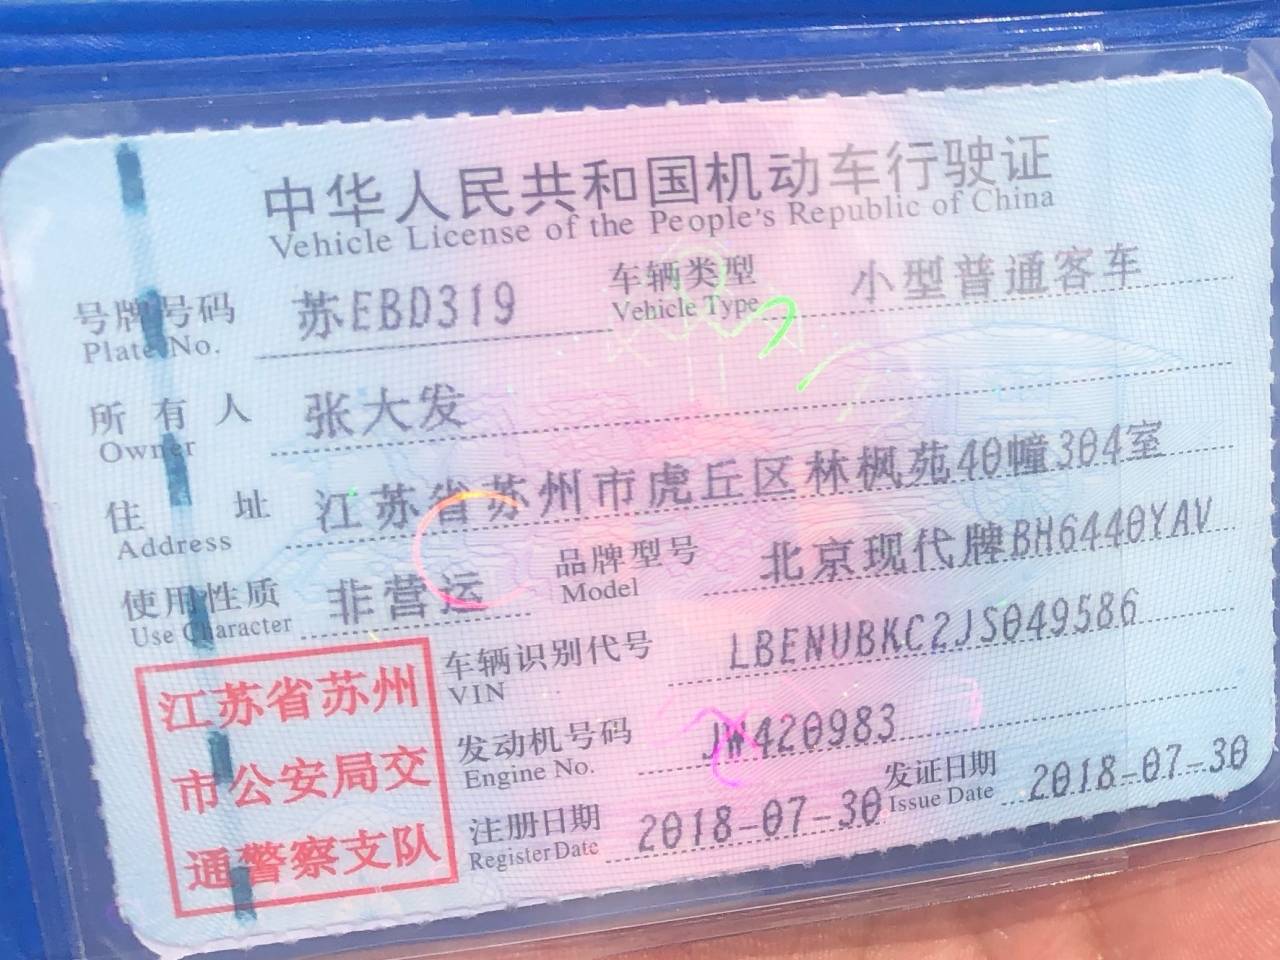 中华人民共和国机动车行驶证
Vehicle License of the People's Republic of China
号牌号码 苏EBD319 车辆类型 小型普通客车
Plate No. Vehicle Type
所有人 张大发
Owner
住址 江苏省苏州市虎丘区林枫苑40幢304室
Address
使用性质 非营运 品牌型号 北京现代牌BH6440YAV
Use Character Model
江苏省苏州
市公安局交
通警察支队
车辆识别代号 LBENUBKC2JS049586
VIN
发动机号码 JW420983
Engine No.
注册日期 2018-07-30 发证日期 2018-07-30
Register Date Issue Date